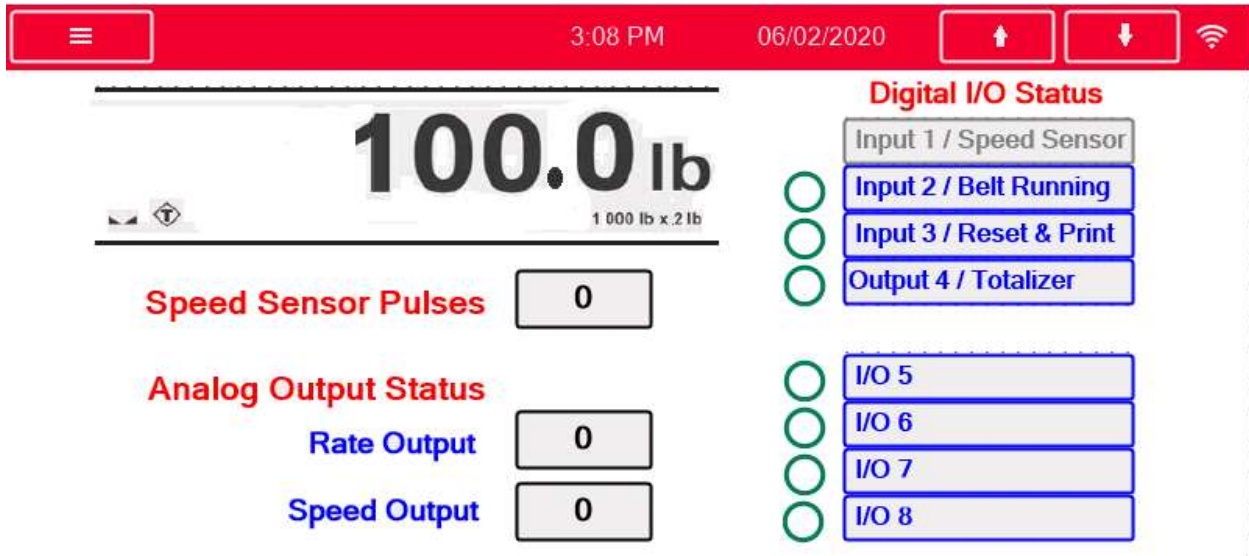 3:08 PM 06/02/2020
100.0 lb
T
1 000 lb x .2 lb
Speed Sensor Pulses 0
Analog Output Status
Rate Output 0
Speed Output 0
Digital I/O Status
Input 1 / Speed Sensor
Input 2 / Belt Running
Input 3 / Reset & Print
Output 4 / Totalizer
I/O 5
I/O 6
I/O 7
I/O 8